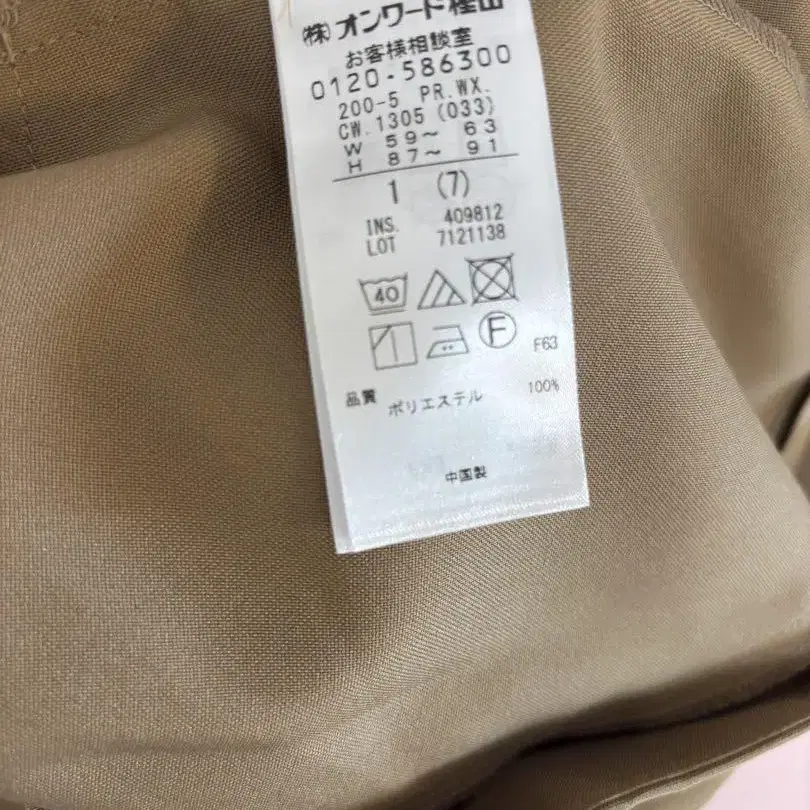 (株)オンワード樫山
お客様相談室
0120-586300
200-5 PR.WX.
CW.1305 (033)
W 59~ 63
H 87~ 91
1 (7)
INS. 409812
LOT 7121138
40
F
F63
品質 ポリエステル 100%
中国製